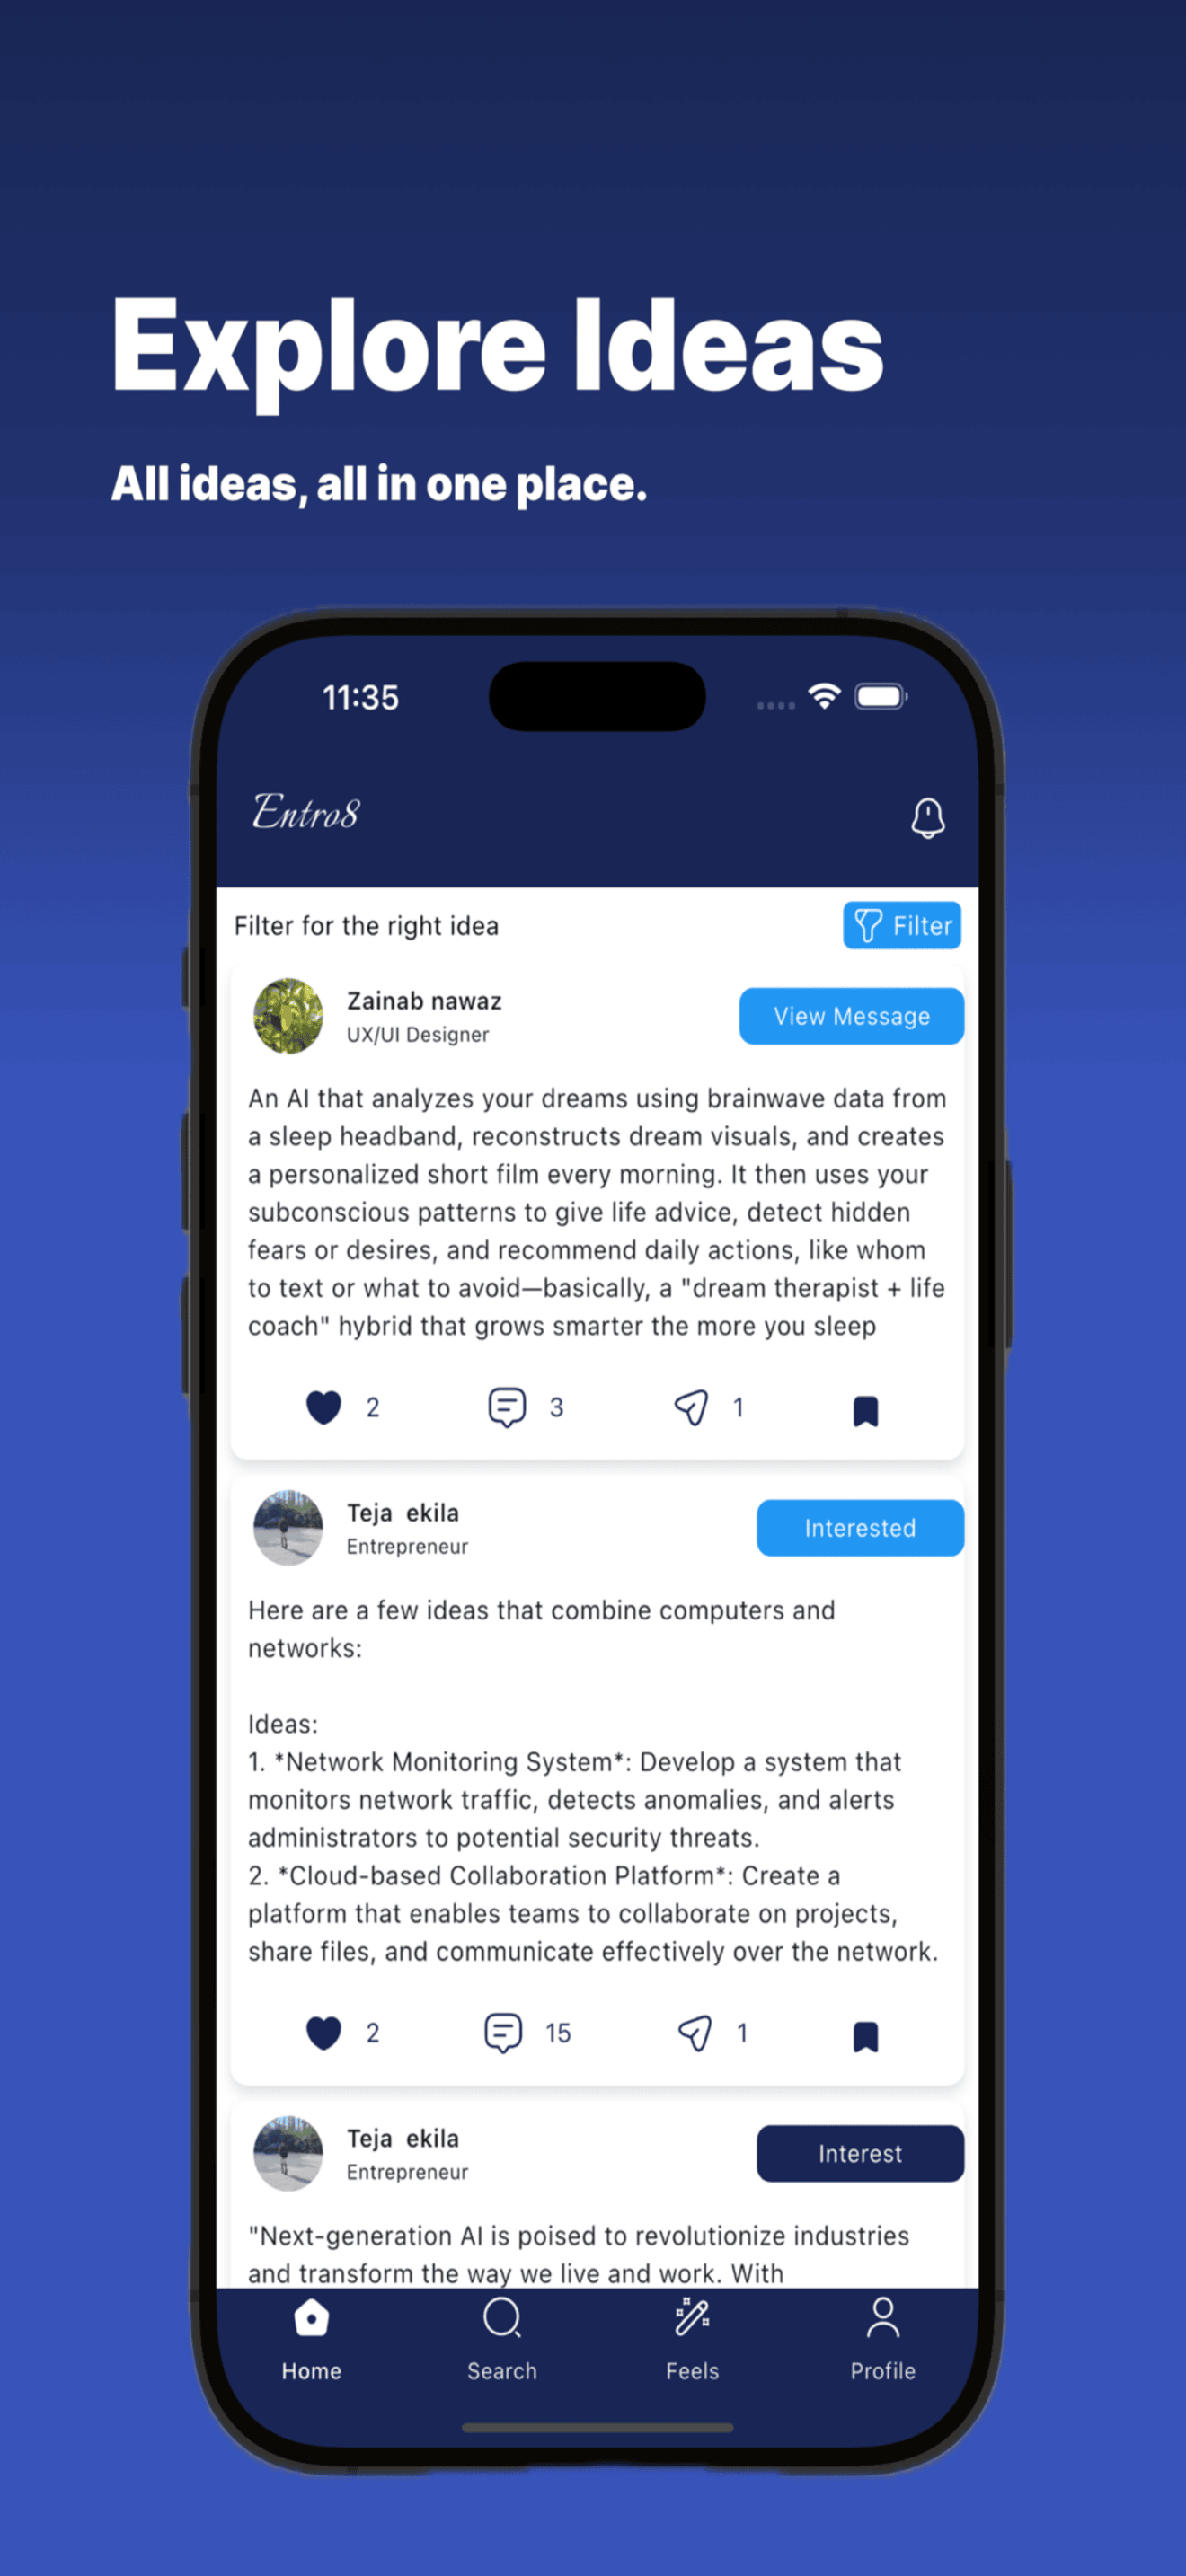 Explore Ideas
All ideas, all in one place.
11:35
Entro8
Filter for the right idea
Filter
Zainab nawaz
UX/UI Designer
View Message
An AI that analyzes your dreams using brainwave data from
a sleep headband, reconstructs dream visuals, and creates
a personalized short film every morning. It then uses your
subconscious patterns to give life advice, detect hidden
fears or desires, and recommend daily actions, like whom
to text or what to avoid—basically, a "dream therapist + life
coach" hybrid that grows smarter the more you sleep
2 3 1
Teja  ekila
Entrepreneur
Interested
Here are a few ideas that combine computers and
networks:
Ideas:
1. *Network Monitoring System*: Develop a system that
monitors network traffic, detects anomalies, and alerts
administrators to potential security threats.
2. *Cloud-based Collaboration Platform*: Create a
platform that enables teams to collaborate on projects,
share files, and communicate effectively over the network.
2 15 1
Teja  ekila
Entrepreneur
Interest
"Next-generation AI is poised to revolutionize industries
and transform the way we live and work. With
Home Search Feels Profile